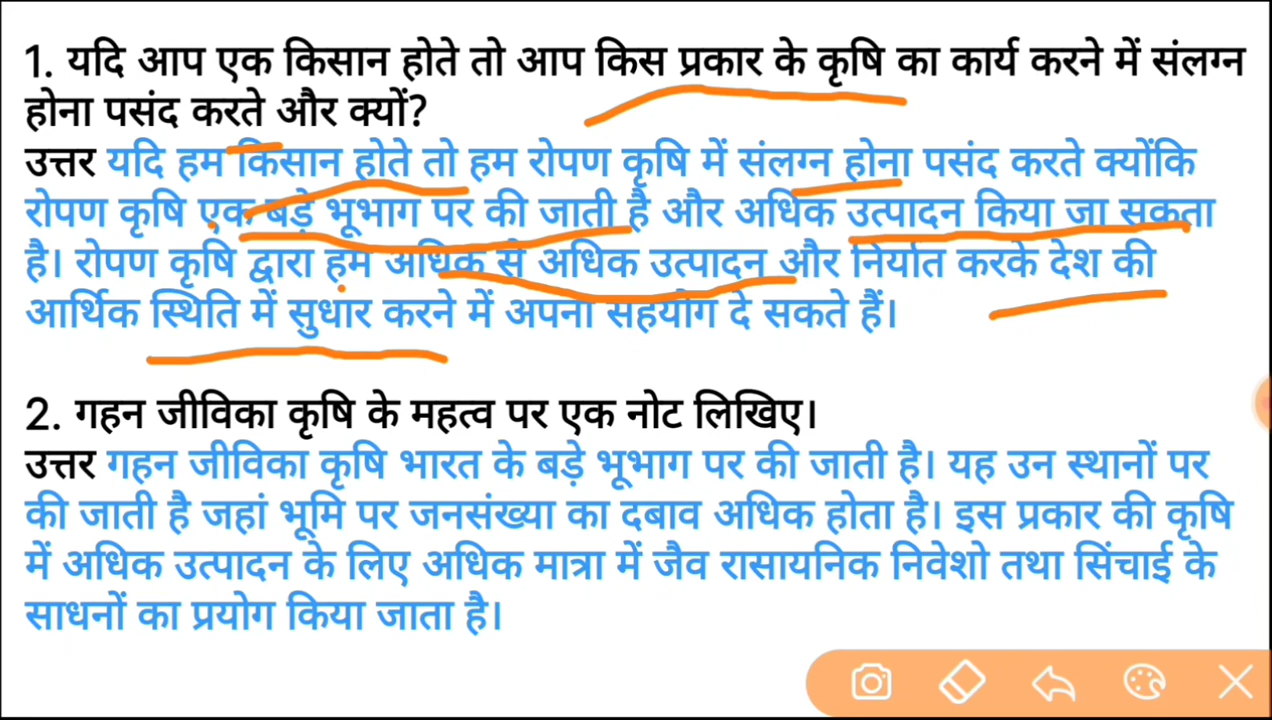 1. यदि आप एक किसान होते तो आप किस प्रकार के कृषि का कार्य करने में संलग्न
होना पसंद करते और क्यों?
उत्तर यदि हम किसान होते तो हम रोपण कृषि में संलग्न होना पसंद करते क्योंकि
रोपण कृषि एक बड़े भूभाग पर की जाती है और अधिक उत्पादन किया जा सकता
है। रोपण कृषि द्वारा हम अधिक से अधिक उत्पादन और निर्यात करके देश की
आर्थिक स्थिति में सुधार करने में अपना सहयोग दे सकते हैं।
2. गहन जीविका कृषि के महत्व पर एक नोट लिखिए।
उत्तर गहन जीविका कृषि भारत के बड़े भूभाग पर की जाती है। यह उन स्थानों पर
की जाती है जहां भूमि पर जनसंख्या का दबाव अधिक होता है। इस प्रकार की कृषि
में अधिक उत्पादन के लिए अधिक मात्रा में जैव रासायनिक निवेशो तथा सिंचाई के
साधनों का प्रयोग किया जाता है।